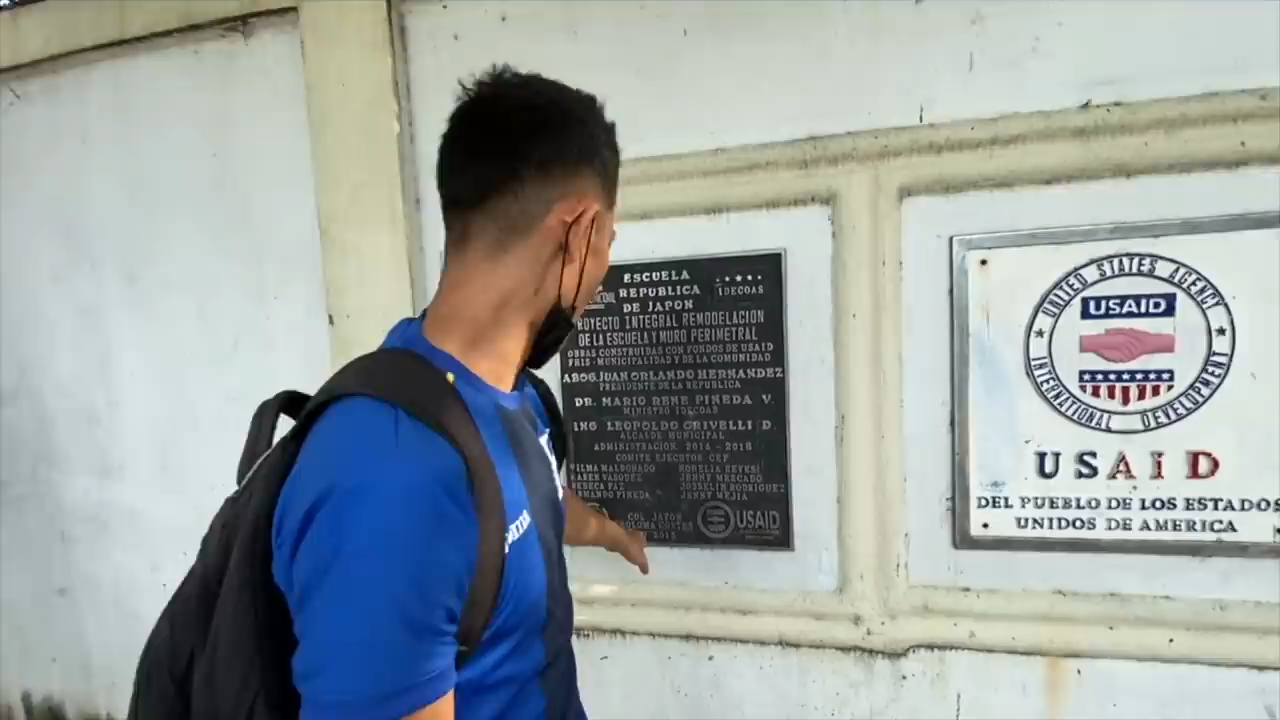 ESCUELA
REPUBLICA
DE JAPON
IDECOAS
PROYECTO INTEGRAL REMODELACION
DE LA ESCUELA Y MURO PERIMETRAL
OBRAS CONSTRUIDAS CON FONDOS DE USAID
FHIS - MUNICIPALIDAD Y DE LA COMUNIDAD
ABOG. JUAN ORLANDO HERNANDEZ
PRESIDENTE DE LA REPUBLICA
DR. MARIO RENE PINEDA V.
MINISTRO IDECOAS
ING LEOPOLDO CRIVELLI D.
ALCALDE MUNICIPAL
ADMINISTRACION 2014 - 2018
COMITE EJECUTOR CEP
WILMA MALDONADO NORELIA REYES
KAREN VASQUEZ JENNY MERCADO
REBECA PAZ JOSSELIN RODRIGUEZ
PINEDA JENNY MEJIA
COL JAPON
CORTES
2015
USAID
UNITED STATES AGENCY
USAID
INTERNATIONAL DEVELOPMENT
USAID
DEL PUEBLO DE LOS ESTADOS
UNIDOS DE AMERICA